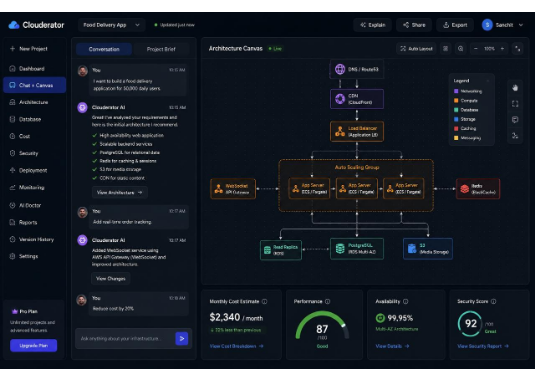 Clouderator
Food Delivery App
Updated just now
Explain
Share
Export
S
Sanchit
+ New Project
Dashboard
Chat + Canvas
Architecture
Database
Cost
Security
Deployment
Monitoring
AI Doctor
Reports
Version History
Settings
Pro Plan
Unlimited projects and
advanced features.
Upgrade Plan
Conversation
Project Brief
You
I want to build a food delivery
application for 50,000 daily users.
Clouderator AI
Great! I've analyzed your requirements and
here is the initial architecture I recommend:
High availability web application
Scalable backend services
PostgreSQL for relational data
Redis for caching & sessions
S3 for media storage
CDN for static content
View Architecture →
You
11:17 AM
Add real-time order tracking.
Clouderator AI
11:17 AM
Added WebSocket service using
AWS API Gateway (WebSocket) and
improved architecture.
View Changes
You
11:18 AM
Reduce cost by 20%
Ask anything about your infrastructure...
Architecture Canvas
Live
Auto Layout
100%
DNS / Route53
CDN
(CloudFront)
Load Balancer
(Application LB)
Auto Scaling Group
WebSocket
API Gateway
App Server
(ECS / Fargate)
App Server
(ECS / Fargate)
App Server
(ECS / Fargate)
Redis
(ElastiCache)
Read Replica
(RDS)
PostgreSQL
(RDS Multi-AZ)
S3
(Media Storage)
Legend
Networking
Compute
Database
Storage
Caching
Messaging
Monthly Cost Estimate
$2,340 / month
less than previous
View Cost Breakdown →
Performance
87
/100
Good
Availability
99.95%
Multi-AZ Architecture
View Details →
Security Score
92
/100
Great
View Security Report →